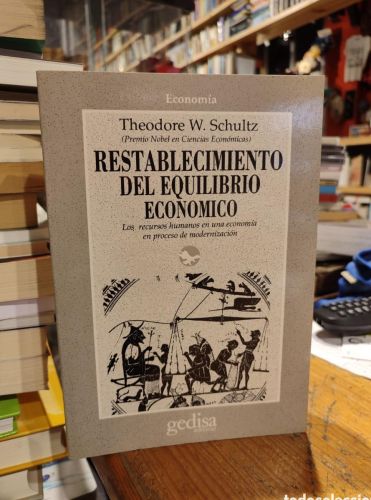 Economía
Theodore W. Schultz
(Premio Nobel en Ciencias Económicas)
RESTABLECIMIENTO
DEL EQUILIBRIO
ECONOMICO
Los recursos humanos en una economía
en proceso de modernización
gedisa
editorial